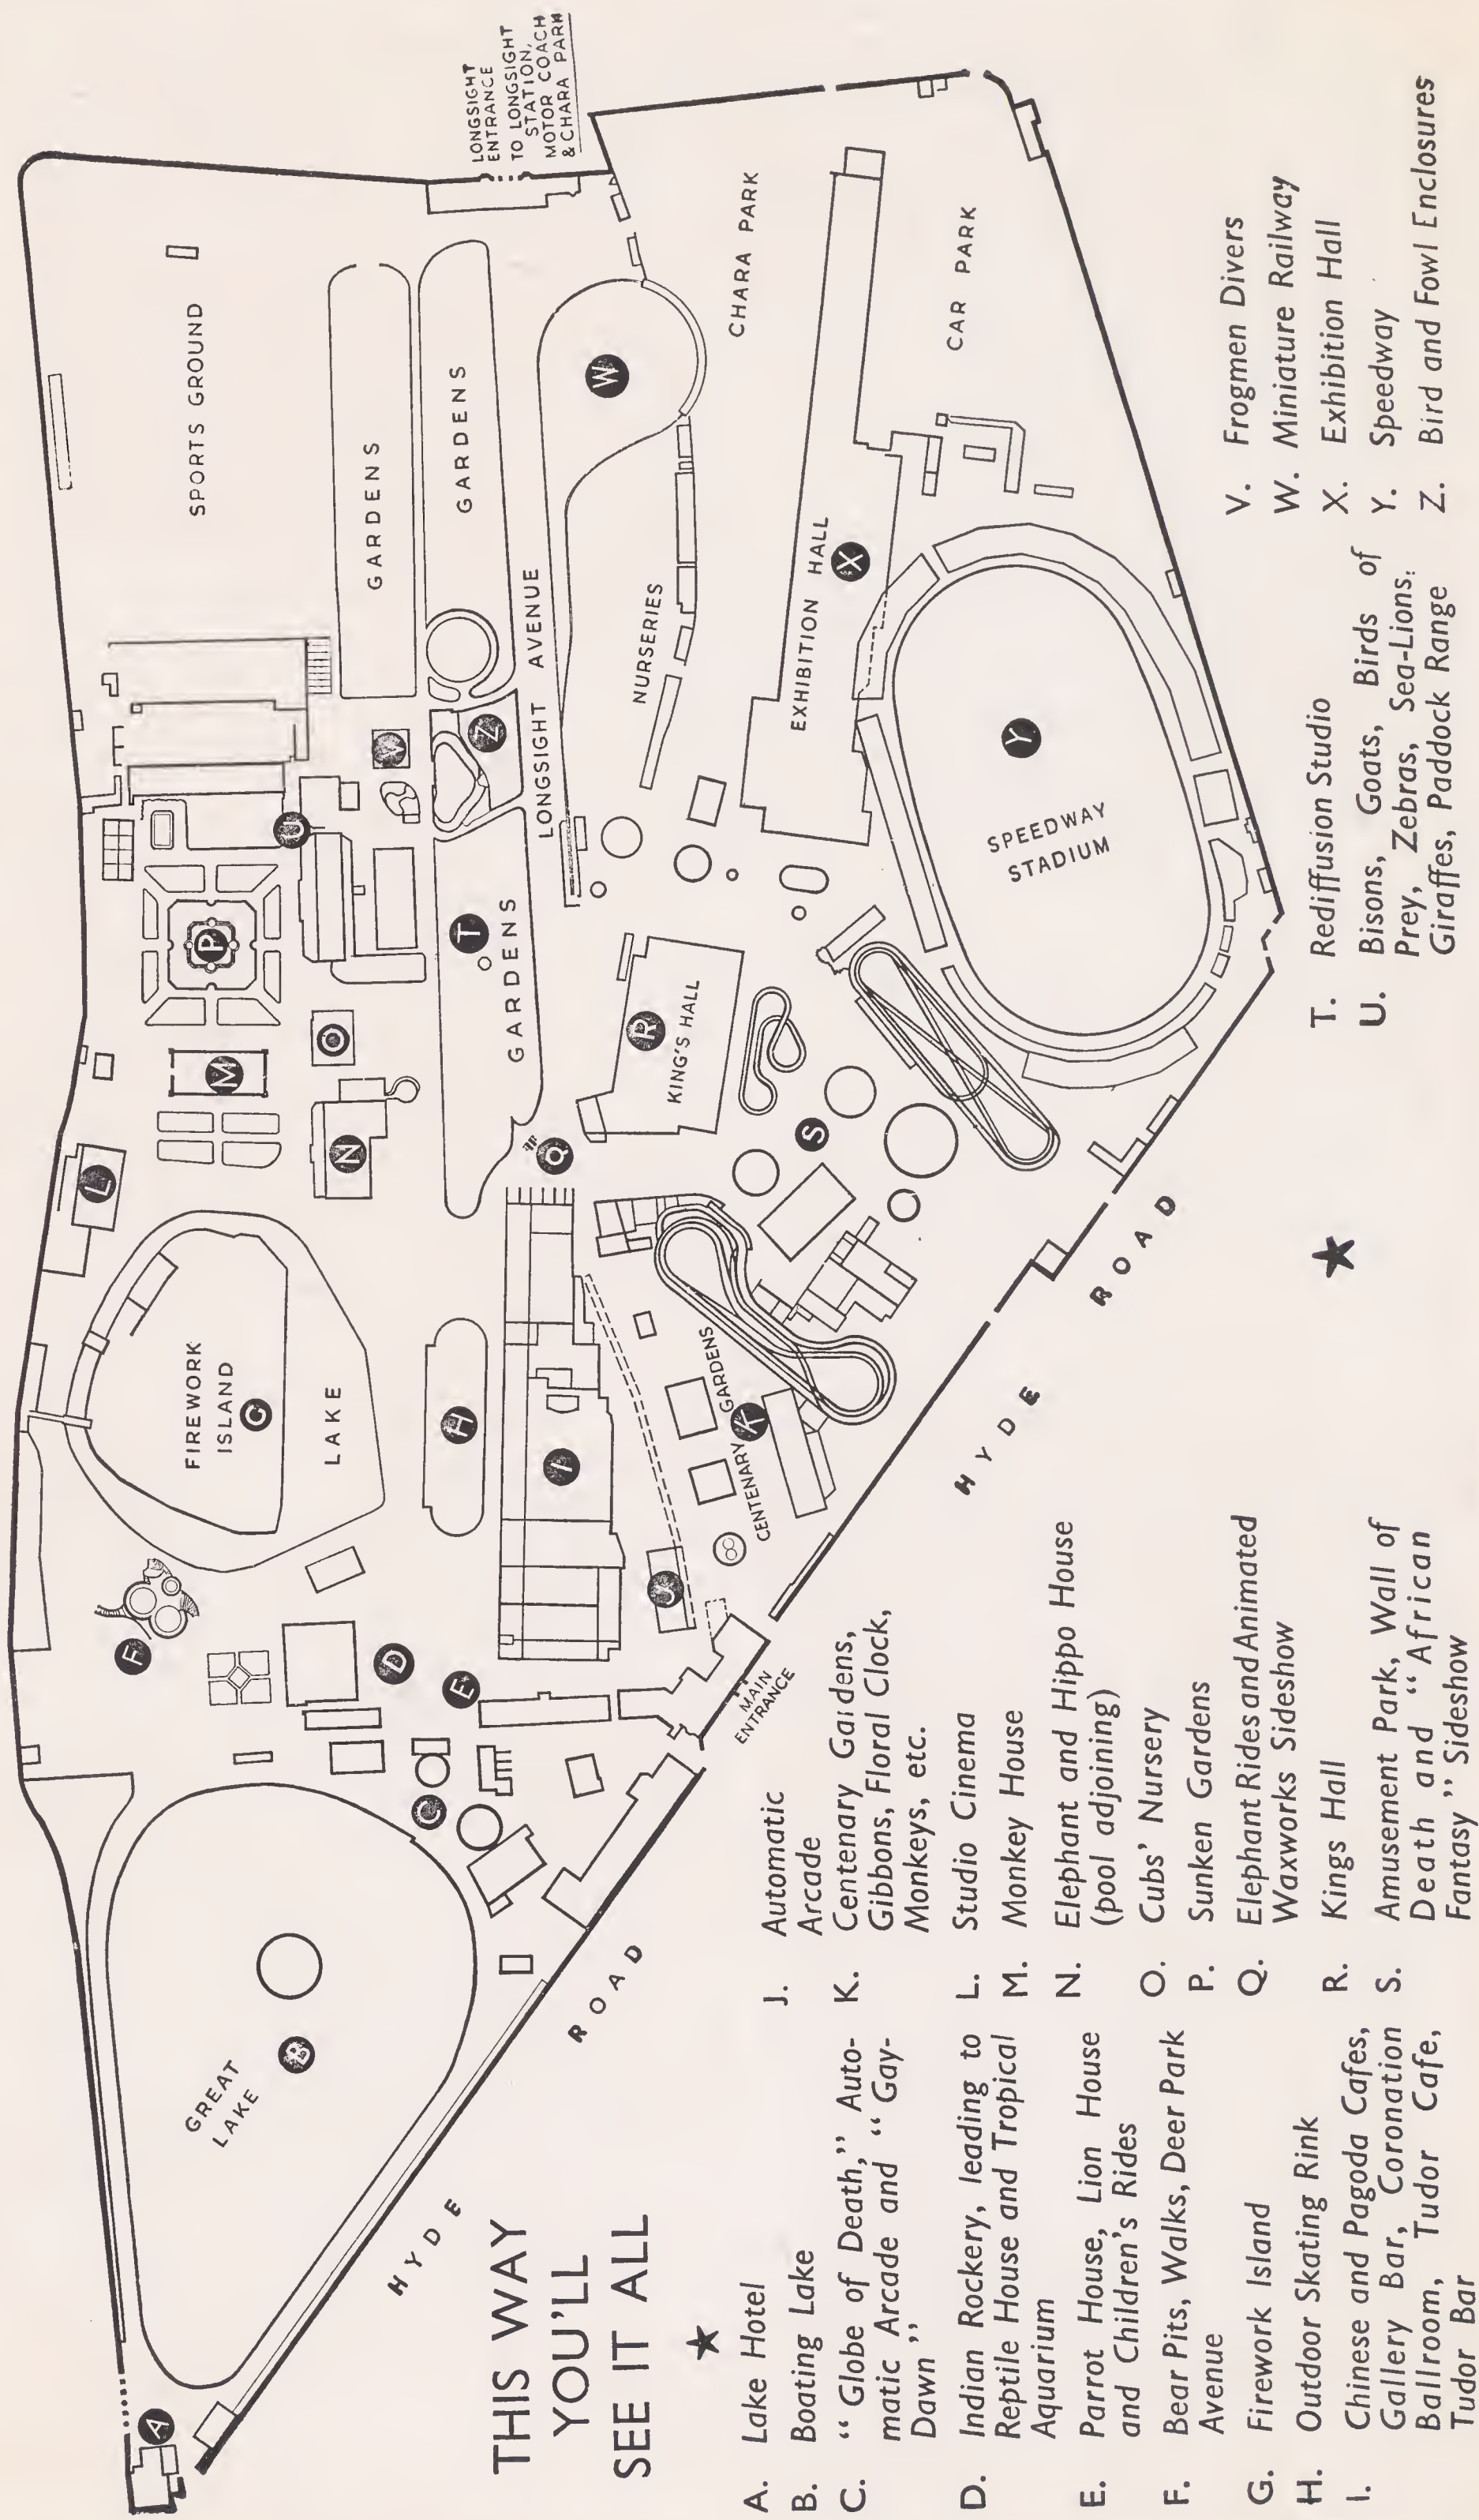 LONGSIGHT
ENTRANCE
TO LONGSIGHT
STATION,
MOTOR COACH
& CHARA PARK
SPORTS GROUND
GARDENS
GARDENS
CHARA PARK
CAR PARK
W
LONGSIGHT AVENUE
NURSERIES
EXHIBITION HALL
X
V
Z
U
Y
SPEEDWAY
STADIUM
P
T
GARDENS
O
M
R
KING'S HALL
N
L
Q
S
FIREWORK
ISLAND
G
LAKE
H
I
CENTENARY GARDENS
K
J
HYDE ROAD
F
D
E
MAIN
ENTRANCE
C
GREAT
LAKE
B
HYDE ROAD
A
THIS WAY
YOU'LL
SEE IT ALL
A. Lake Hotel
B. Boating Lake
C. “ Globe of Death,” Auto-
matic Arcade and “ Gay-
Dawn ”
D. Indian Rockery, leading to
Reptile House and Tropical
Aquarium
E. Parrot House, Lion House
and Children's Rides
F. Bear Pits, Walks, Deer Park
Avenue
G. Firework Island
H. Outdoor Skating Rink
I. Chinese and Pagoda Cafes,
Gallery Bar, Coronation
Ballroom, Tudor Cafe,
Tudor Bar
J. Automatic
Arcade
K. Centenary Gardens,
Gibbons, Floral Clock,
Monkeys, etc.
L. Studio Cinema
M. Monkey House
N. Elephant and Hippo House
(pool adjoining)
O. Cubs' Nursery
P. Sunken Gardens
Q. Elephant Rides and Animated
Waxworks Sideshow
R. Kings Hall
S. Amusement Park, Wall of
Death and “ African
Fantasy ” Sideshow
T. Rediffusion Studio
U. Bisons, Goats, Birds of
Prey, Zebras, Sea-Lions,
Giraffes, Paddock Range
V. Frogmen Divers
W. Miniature Railway
X. Exhibition Hall
Y. Speedway
Z. Bird and Fowl Enclosures